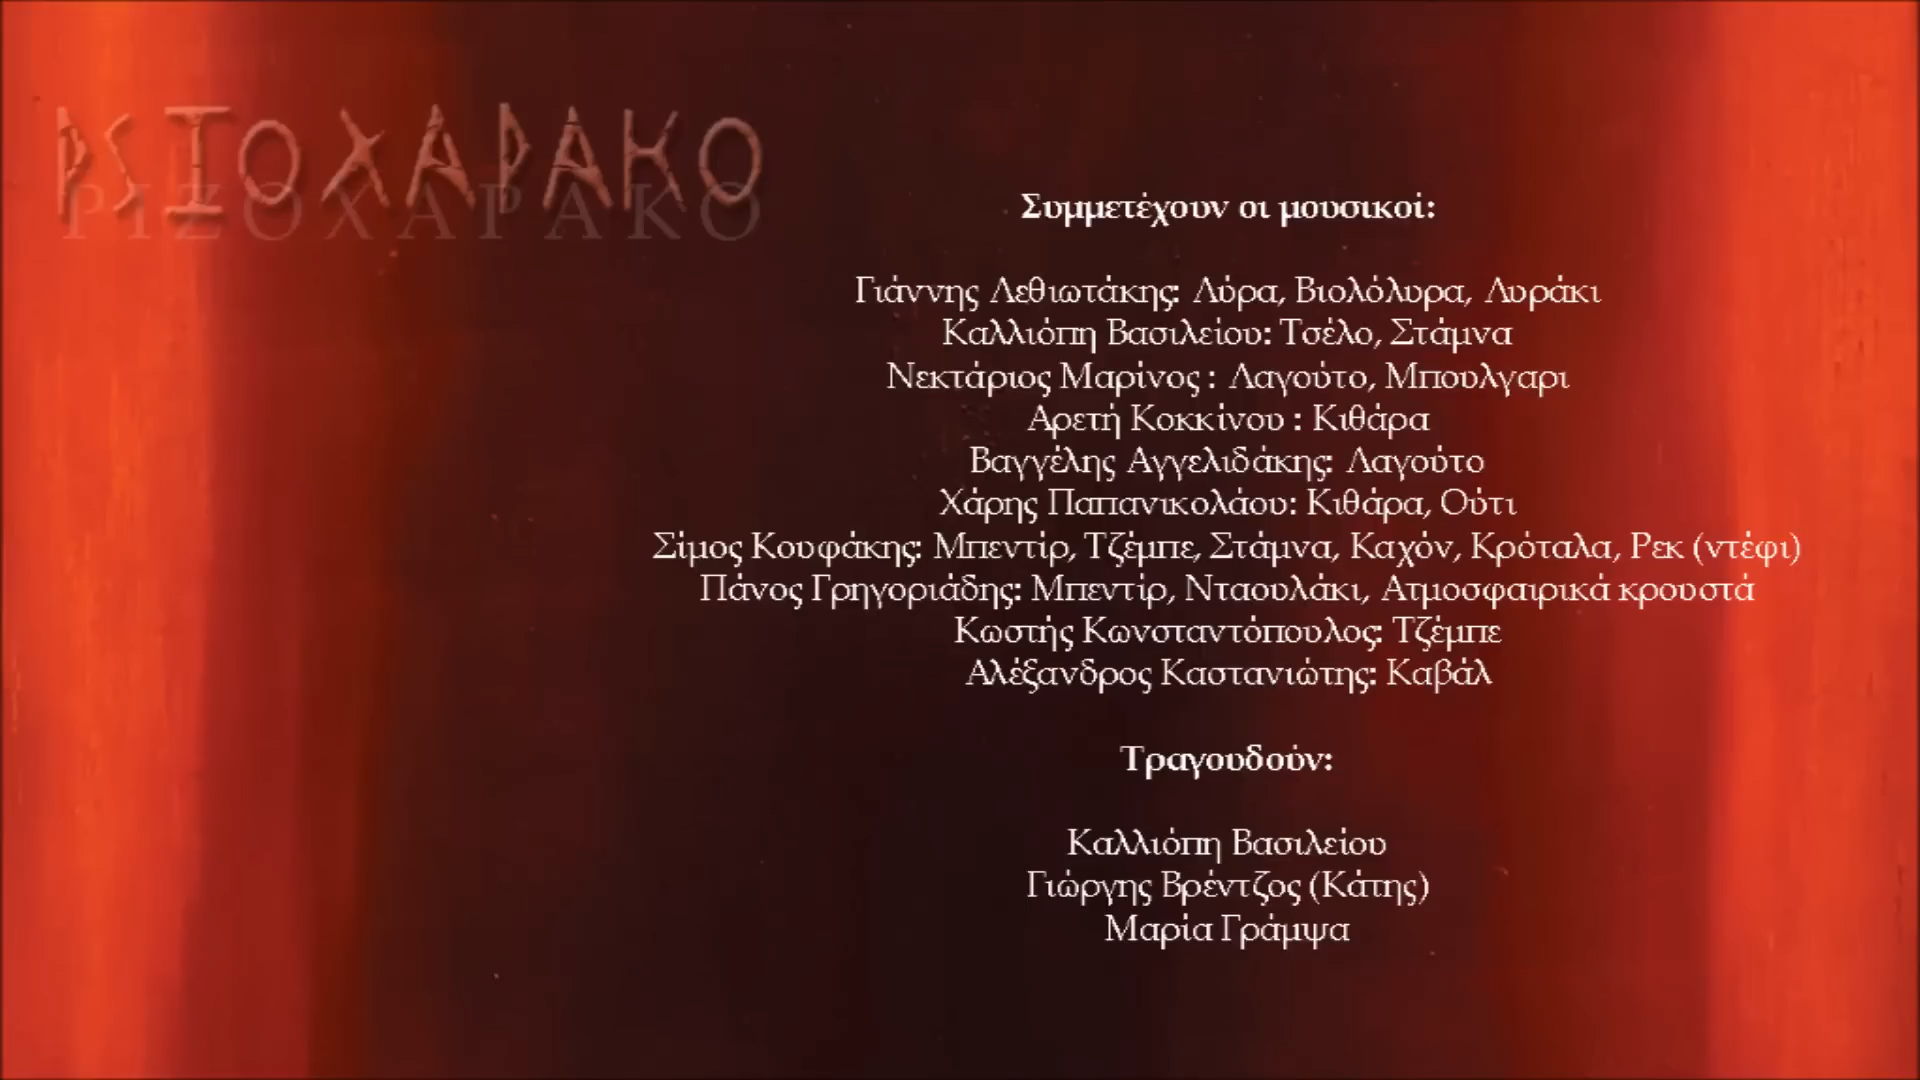 ΡΙΖΟΧΑΡΑΚΟ
ΡΙΖΟΧΑΡΑΚΟ
Συμμετέχουν οι μουσικοί:
Γιάννης Λεθιωτάκης: Λύρα, Βιολόλυρα, Λυράκι
Καλλιόπη Βασιλείου: Τσέλο, Στάμνα
Νεκτάριος Μαρίνος : Λαγούτο, Μπουλγαρι
Αρετή Κοκκίνου : Κιθάρα
Βαγγέλης Αγγελιδάκης: Λαγούτο
Χάρης Παπανικολάου: Κιθάρα, Ούτι
Σίμος Κουφάκης: Μπεντίρ, Τζέμπε, Στάμνα, Καχόν, Κρόταλα, Ρεκ (ντέφι)
Πάνος Γρηγοριάδης: Μπεντίρ, Νταουλάκι, Ατμοσφαιρικά κρουστά
Κωστής Κωνσταντόπουλος: Τζέμπε
Αλέξανδρος Καστανιώτης: Καβάλ
Τραγουδούν:
Καλλιόπη Βασιλείου
Γιώργης Βρέντζος (Κάτης)
Μαρία Γράμψα